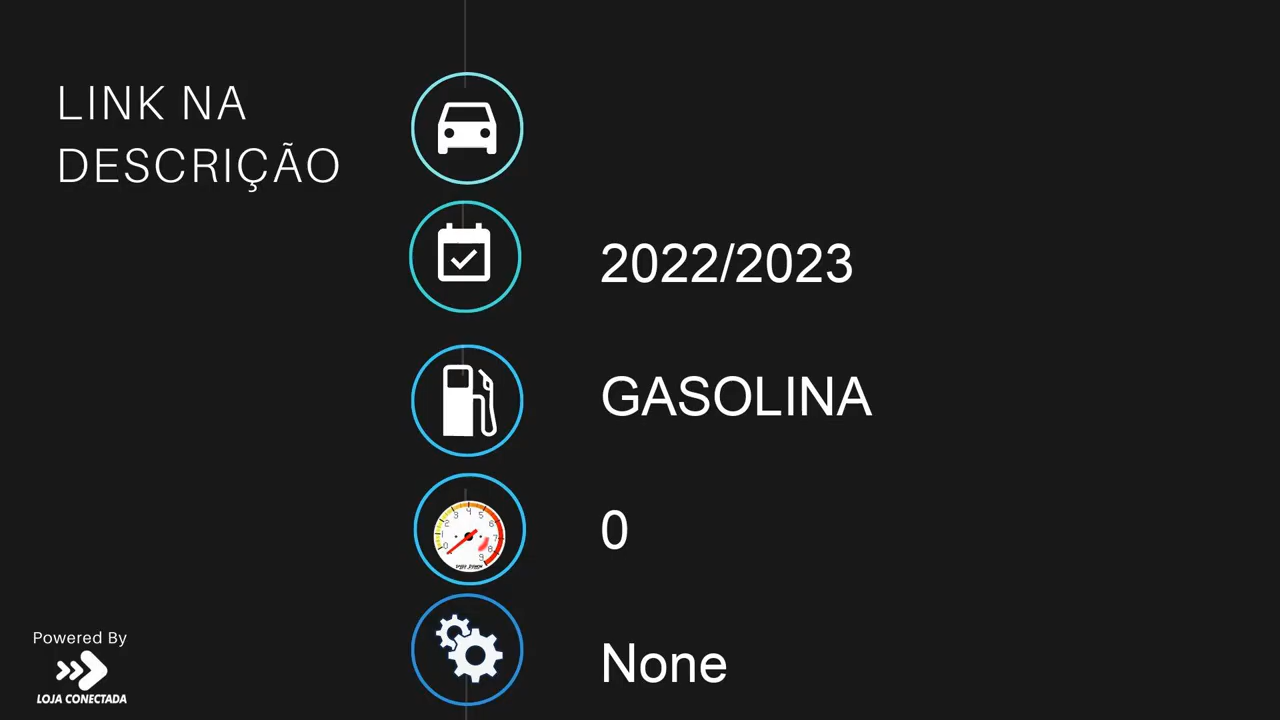 LINK NA
DESCRIÇÃO
2022/2023
GASOLINA
0
None
Powered By
LOJA CONECTADA